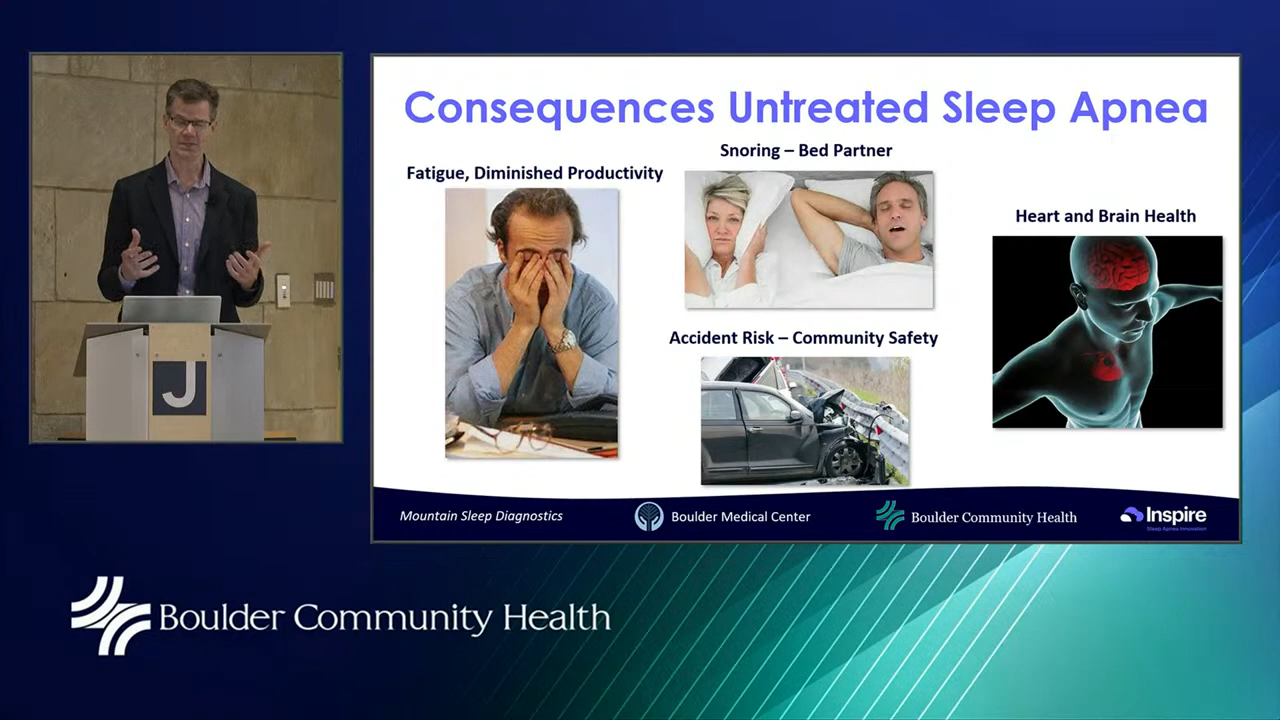 Consequences Untreated Sleep Apnea
Fatigue, Diminished Productivity
Snoring – Bed Partner
Accident Risk – Community Safety
Heart and Brain Health
J
Mountain Sleep Diagnostics
Boulder Medical Center
Boulder Community Health
Inspire
Sleep Apnea Innovation
Boulder Community Health